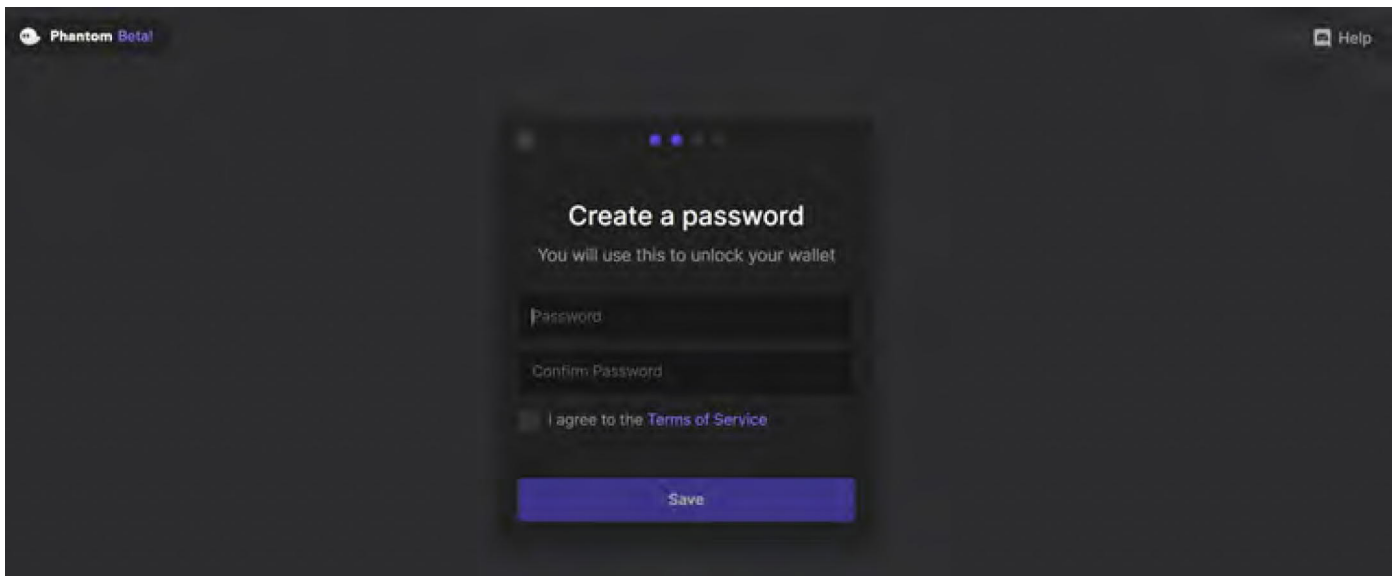 Phantom Beta!
Help
Create a password
You will use this to unlock your wallet
Password
Confirm Password
I agree to the Terms of Service
Save